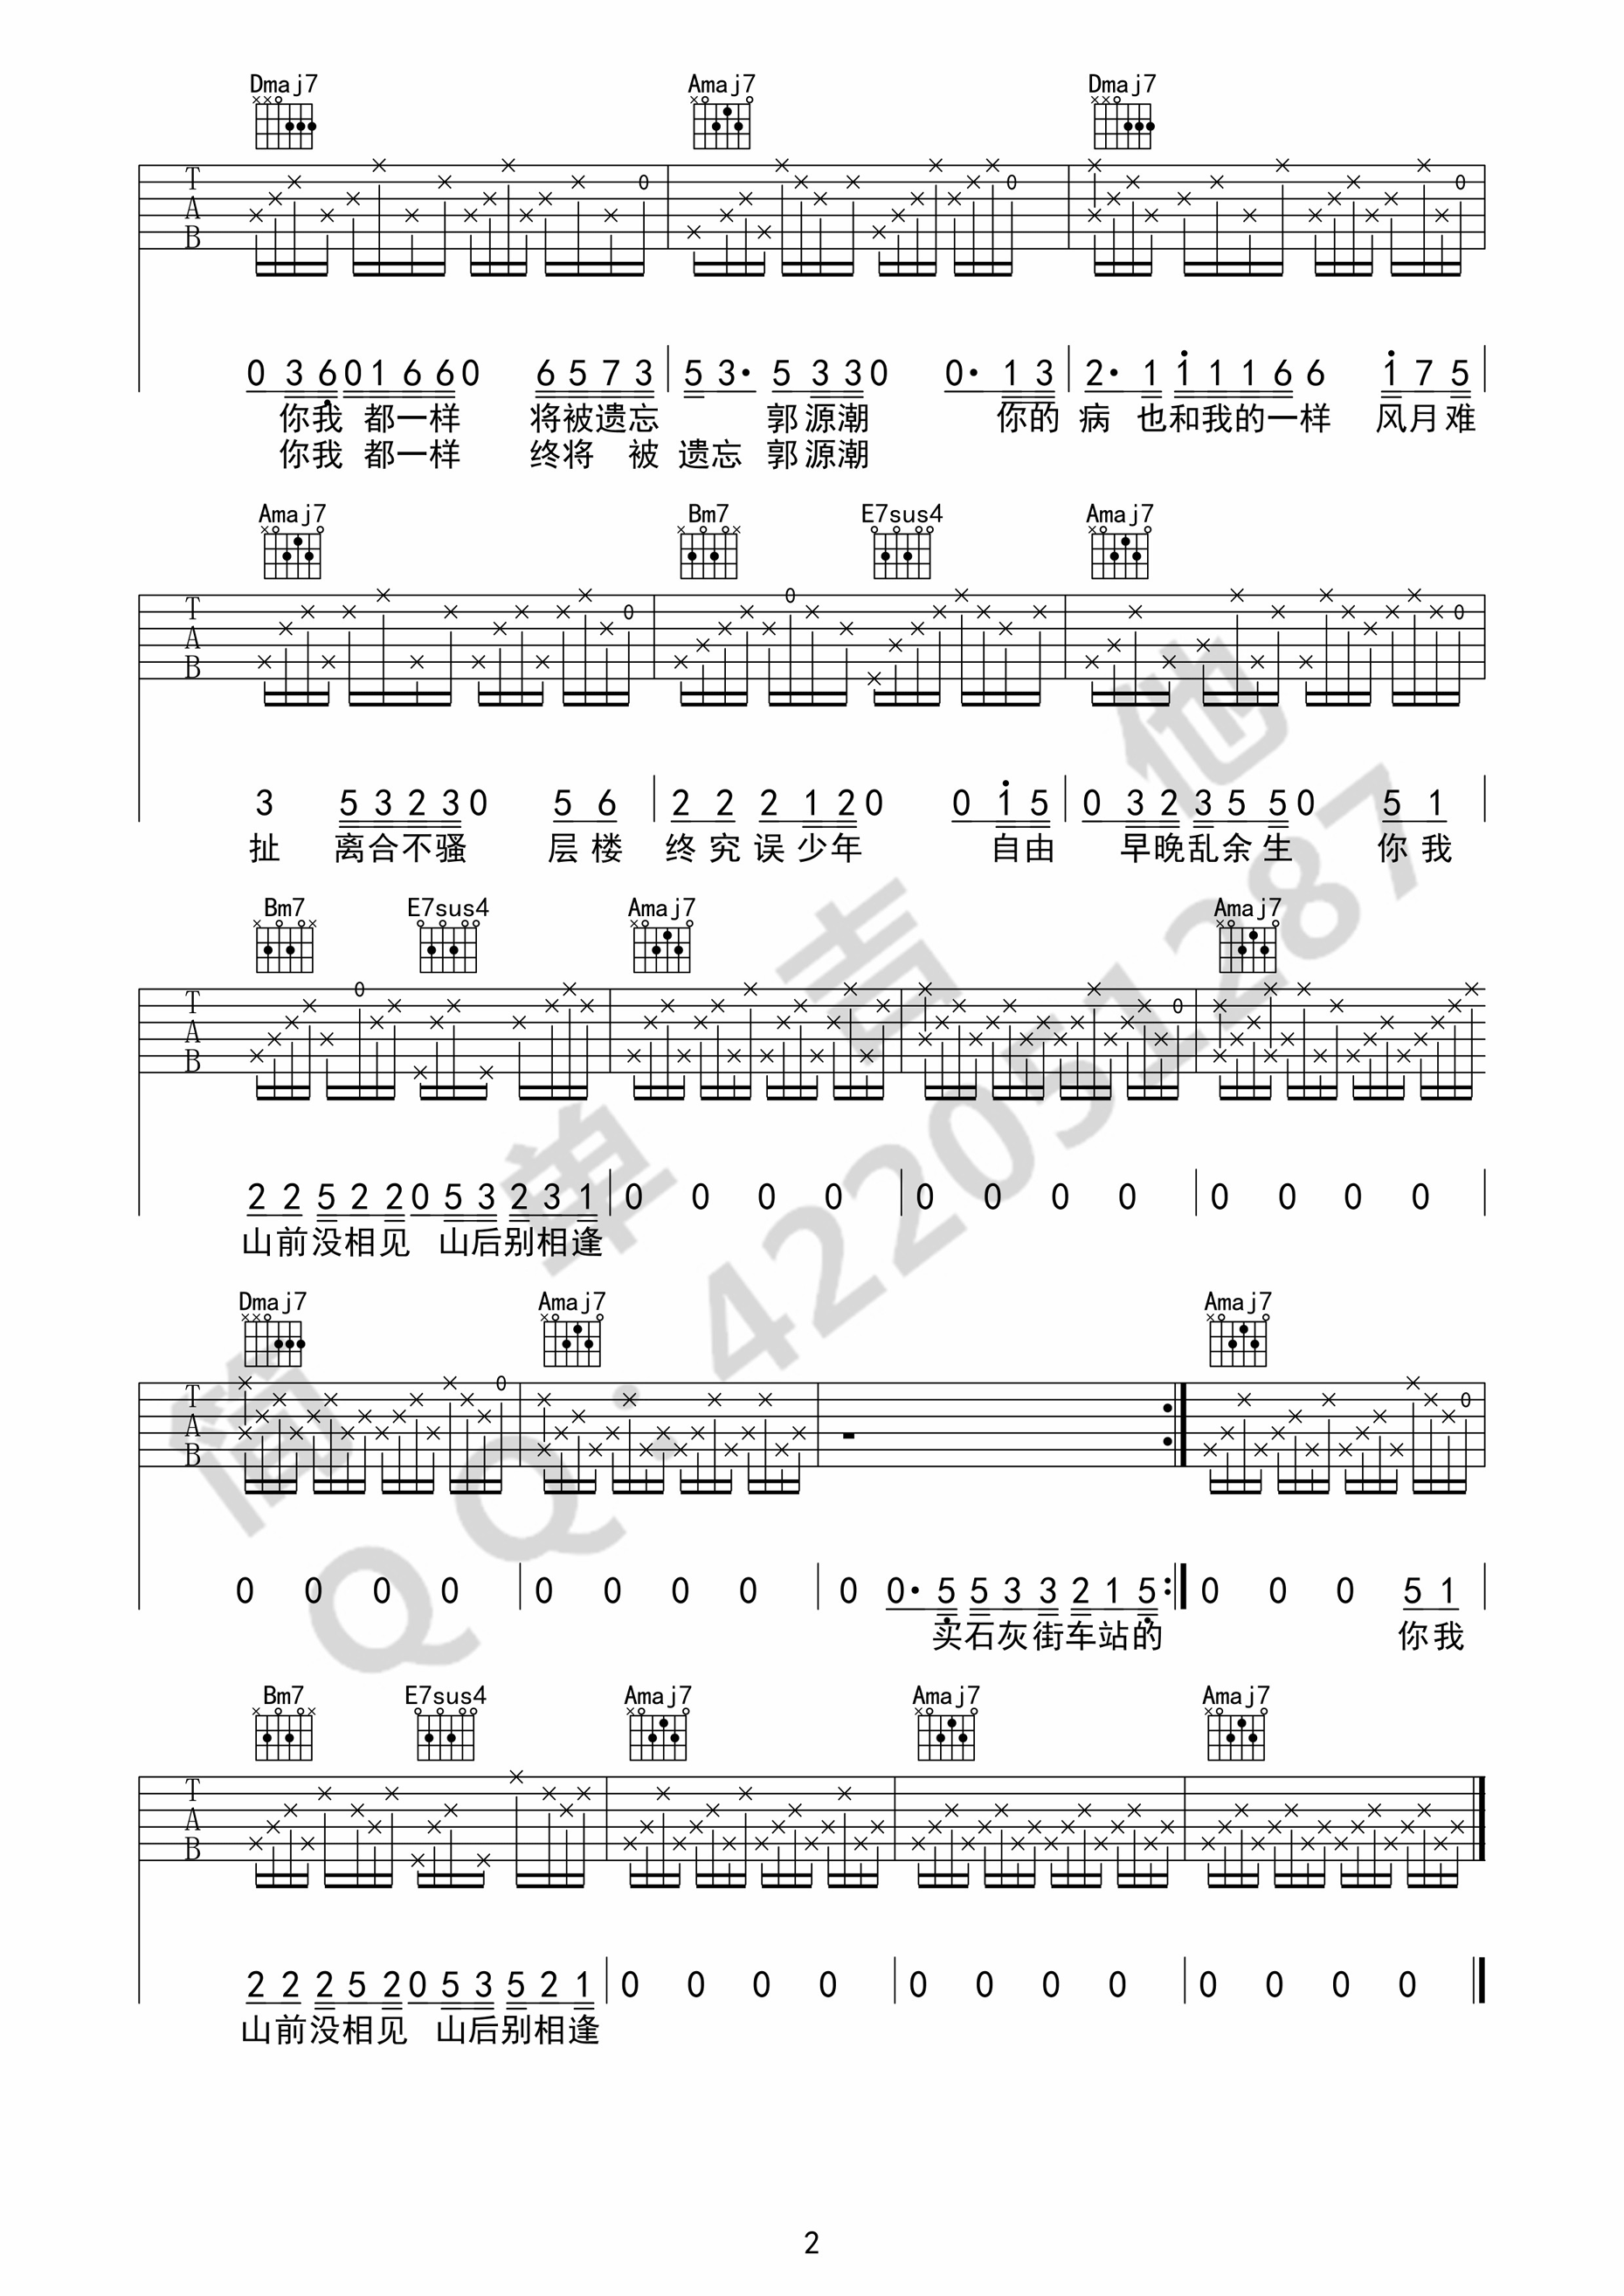 Dmaj7 Amaj7 Dmaj7
T A B
0 3 6 0 1 6 6 0 6 5 7 3 5 3· 5 3 3 0 0· 1 3 2· 1 1 1 1 6 6 1 7 5
你我 都一样 将被遗忘 郭源潮 你的 病 也和我的一样 风月难
你我 都一样 终将 被 遗忘 郭源潮
Amaj7 Bm7 E7sus4 Amaj7
T A B
3 5 3 2 3 0 5 6 2 2 2 1 2 0 0 1 5 0 3 2 3 5 5 0 5 1
扯 离合不骚 层楼 终究误少年 自由 早晚乱余生 你我
Bm7 E7sus4 Amaj7 Amaj7
T A B
2 2 5 2 2 0 5 3 2 3 1 0 0 0 0 0 0 0 0 0 0 0 0
山前没相见 山后别相逢
Dmaj7 Amaj7 Amaj7
T A B
0 0 0 0 0 0 0 0 0 0· 5 5 3 3 2 1 5 0 0 0 5 1
买石灰街车站的 你我
Bm7 E7sus4 Amaj7 Amaj7 Amaj7
T A B
2 2 2 5 2 0 5 3 5 2 1 0 0 0 0 0 0 0 0 0 0 0 0
山前没相见 山后别相逢
简单吉他
QQ:422051287
2